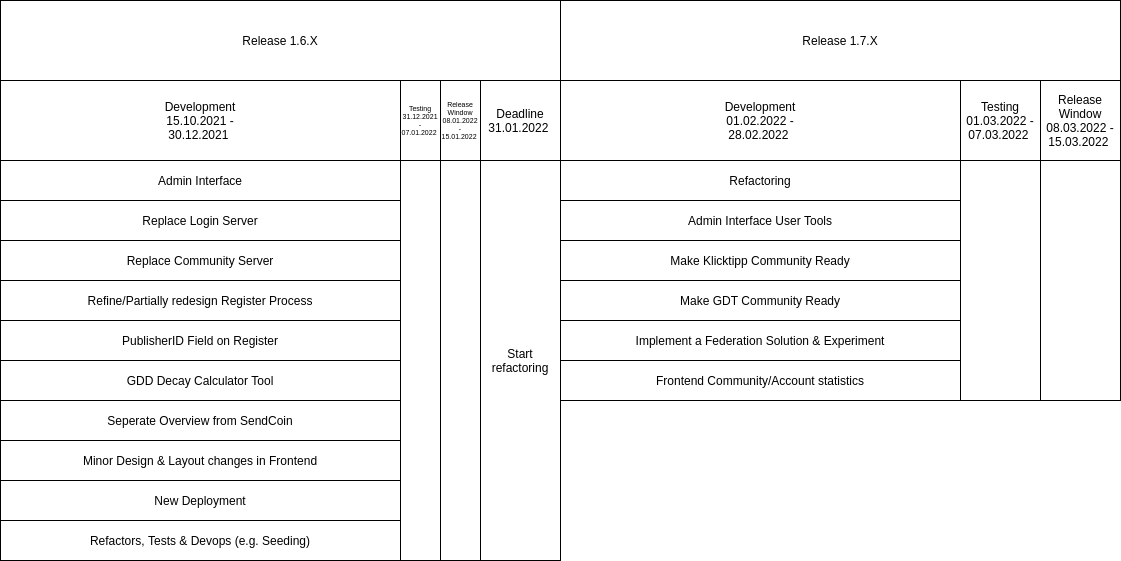 Release 1.6.X
Release 1.7.X
Development
15.10.2021 -
30.12.2021
Testing
31.12.2021
-
07.01.2022
Release
Window
08.01.2022
-
15.01.2022
Deadline
31.01.2022
Development
01.02.2022 -
28.02.2022
Testing
01.03.2022 -
07.03.2022
Release
Window
08.03.2022 -
15.03.2022
Admin Interface
Replace Login Server
Replace Community Server
Refine/Partially redesign Register Process
PublisherID Field on Register
GDD Decay Calculator Tool
Seperate Overview from SendCoin
Minor Design & Layout changes in Frontend
New Deployment
Refactors, Tests & Devops (e.g. Seeding)
Start
refactoring
Refactoring
Admin Interface User Tools
Make Klicktipp Community Ready
Make GDT Community Ready
Implement a Federation Solution & Experiment
Frontend Community/Account statistics